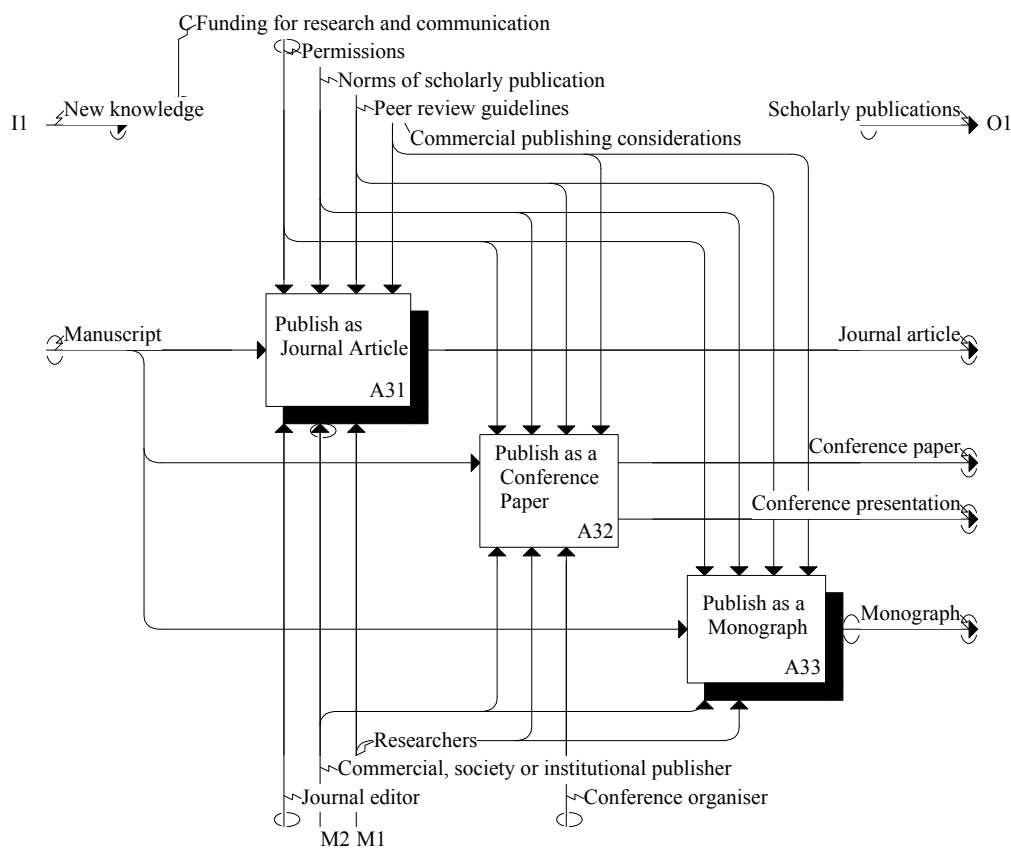 CFunding for research and communication
Permissions
Norms of scholarly publication
I1 New knowledge
Peer review guidelines
Scholarly publications O1
Commercial publishing considerations
Manuscript
Publish as
Journal Article
A31
Journal article
Publish as a
Conference
Paper
A32
Conference paper
Conference presentation
Publish as a
Monograph
A33
Monograph
Researchers
Commercial, society or institutional publisher
Journal editor
Conference organiser
M2 M1